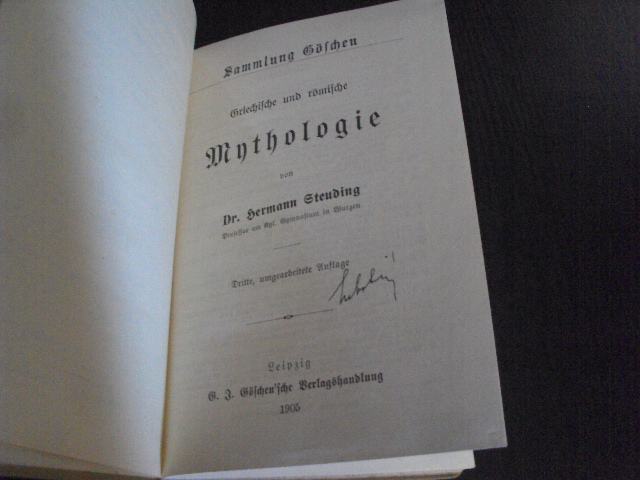 Sammlung Göschen
Griechische und römische
Mythologie
von
Dr. Hermann Steuding
Professor am Kgl. Gymnasium in Wurzen
Dritte, umgearbeitete Auflage
Leipzig
G. J. Göschen'sche Verlagshandlung
1905